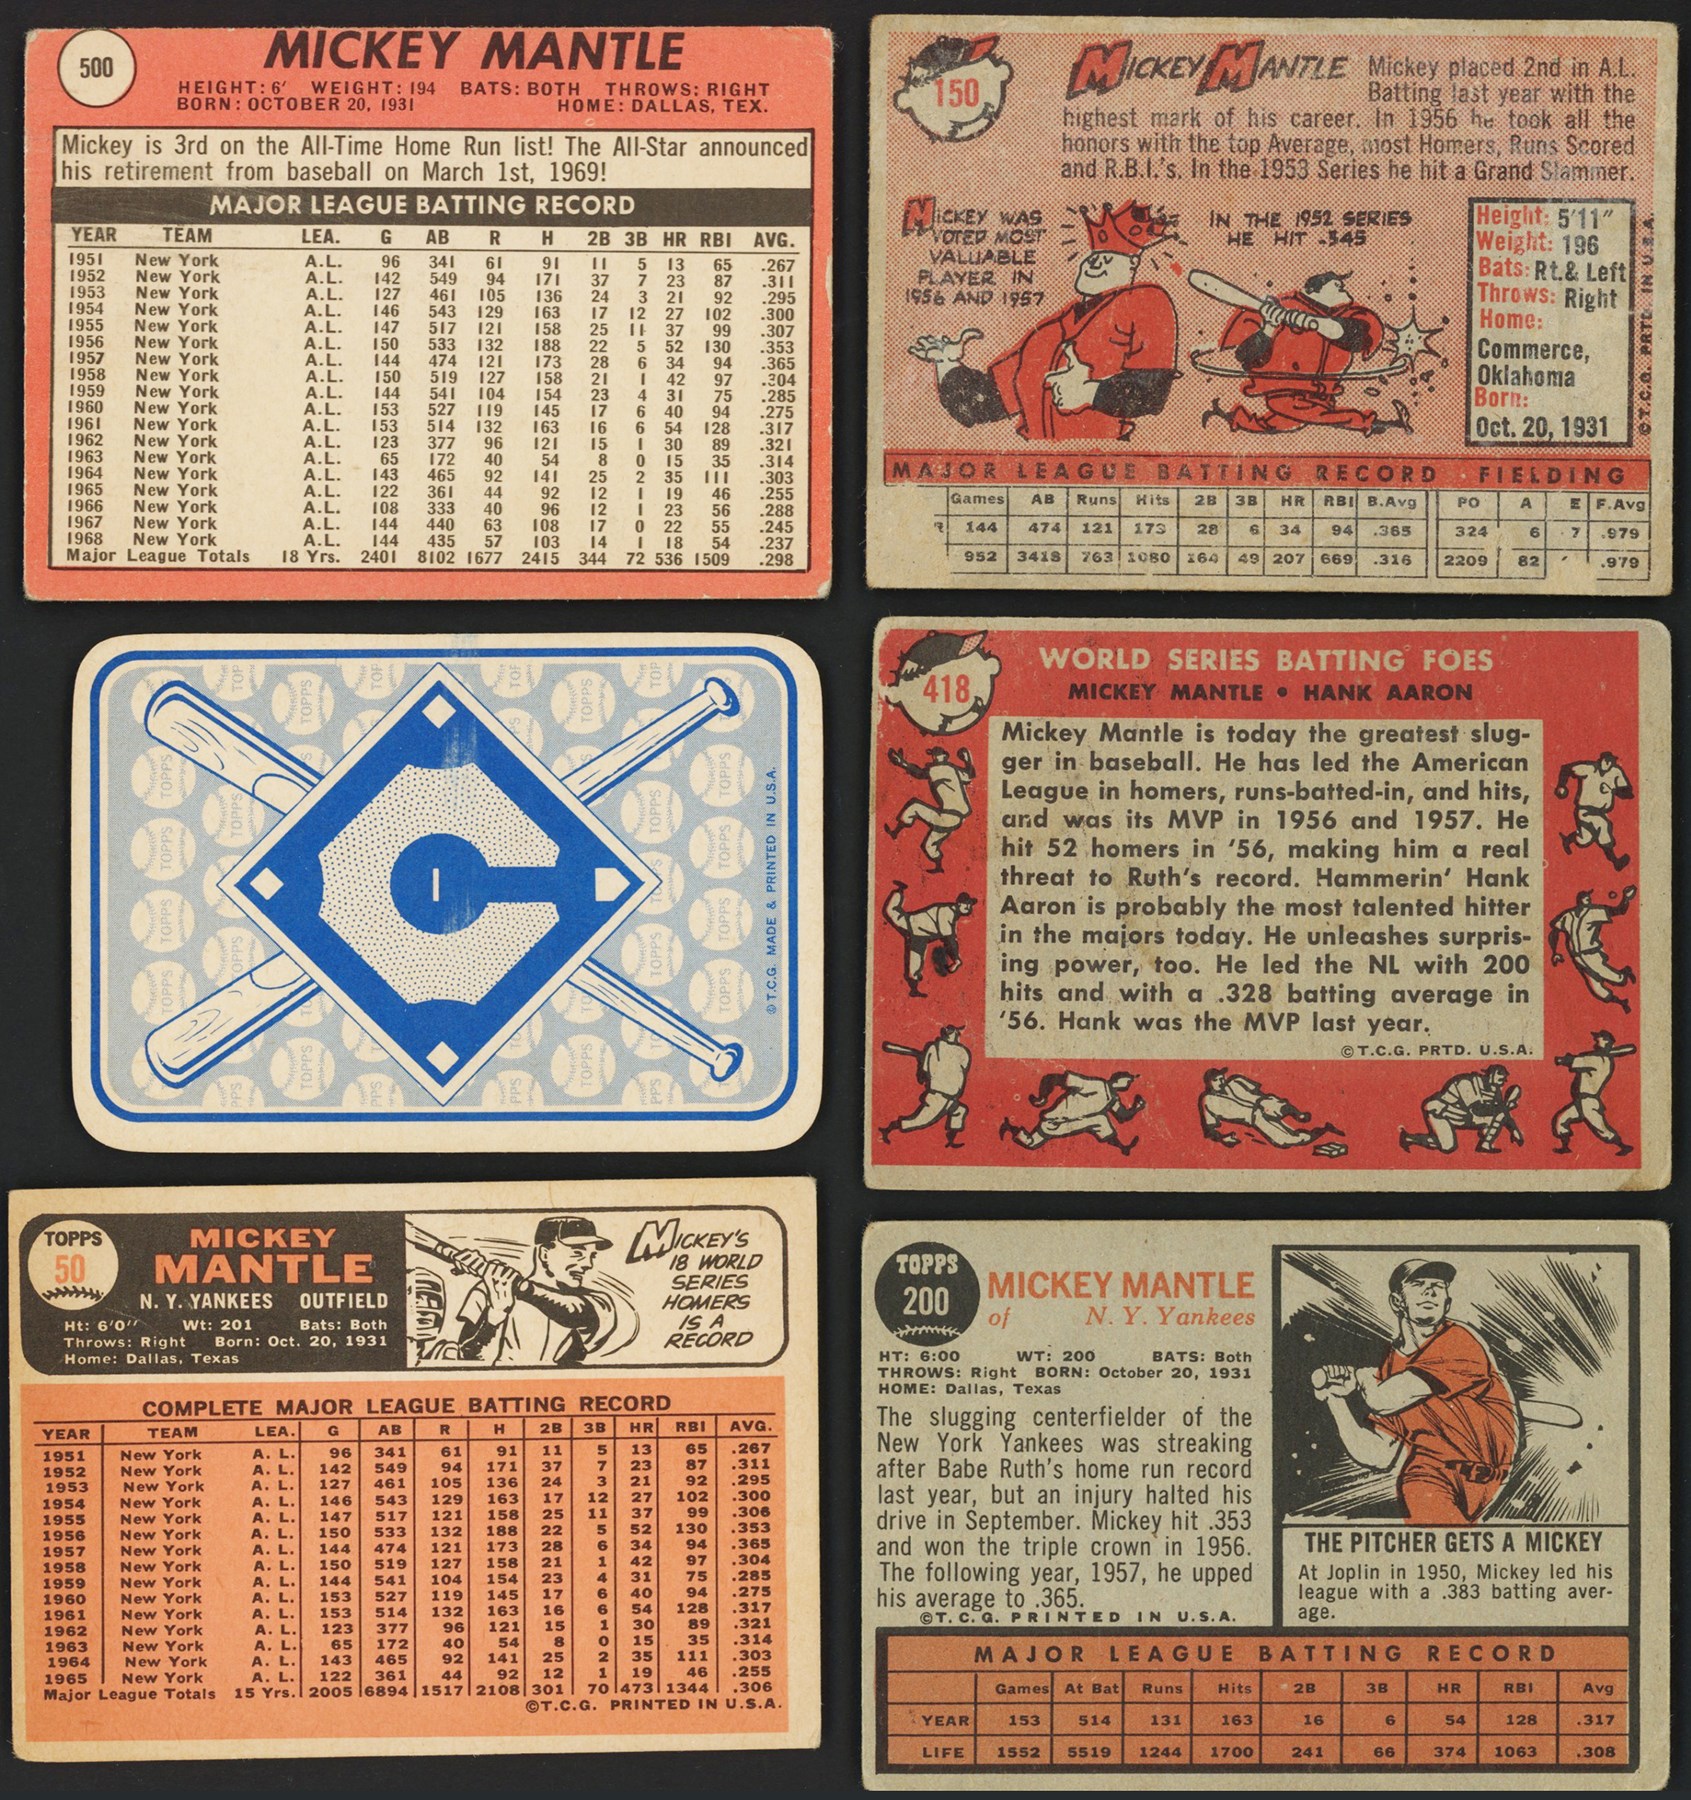 500
MICKEY MANTLE
HEIGHT: 6' WEIGHT: 194 BATS: BOTH THROWS: RIGHT
BORN: OCTOBER 20, 1931 HOME: DALLAS, TEX.
Mickey is 3rd on the All-Time Home Run list! The All-Star announced
his retirement from baseball on March 1st, 1969!
MAJOR LEAGUE BATTING RECORD
YEAR TEAM LEA. G AB R H 2B 3B HR RBI AVG.
1951 New York A.L. 96 341 61 91 11 5 13 65 .267
1952 New York A.L. 142 549 94 171 37 7 23 87 .311
1953 New York A.L. 127 461 105 136 24 3 21 92 .295
1954 New York A.L. 146 543 129 163 17 12 27 102 .300
1955 New York A.L. 147 517 121 158 25 11 37 99 .307
1956 New York A.L. 150 533 132 188 22 5 52 130 .353
1957 New York A.L. 144 474 121 173 28 6 34 94 .365
1958 New York A.L. 150 519 127 158 21 1 42 97 .304
1959 New York A.L. 144 541 104 154 23 4 31 75 .285
1960 New York A.L. 153 527 119 145 17 6 40 94 .275
1961 New York A.L. 153 514 132 163 16 6 54 128 .317
1962 New York A.L. 123 377 96 121 15 1 30 89 .321
1963 New York A.L. 65 172 40 54 8 0 15 35 .314
1964 New York A.L. 143 465 92 141 25 2 35 111 .303
1965 New York A.L. 122 361 44 92 12 1 19 46 .255
1966 New York A.L. 108 333 40 96 12 1 23 56 .288
1967 New York A.L. 144 440 63 108 17 0 22 55 .245
1968 New York A.L. 144 435 57 103 14 1 18 54 .237
Major League Totals 18 Yrs. 2401 8102 1677 2415 344 72 536 1509 .298
150
MICKEY MANTLE
Mickey placed 2nd in A.L.
Batting last year with the
highest mark of his career. In 1956 he took all the
honors with the top Average, most Homers, Runs Scored
and R.B.I.'s. In the 1953 Series he hit a Grand Slammer.
MICKEY WAS
VOTED MOST
VALUABLE
PLAYER IN
1956 AND 1957
IN THE 1952 SERIES
HE HIT .345
Height: 5'11"
Weight: 196
Bats: Rt. & Left
Throws: Right
Home:
Commerce,
Oklahoma
Born:
Oct. 20, 1931
© T.C.G. PRTD. IN U.S.A.
MAJOR LEAGUE BATTING RECORD FIELDING
Games AB Runs Hits 2B 3B HR RBI B.Avg PO A E F.Avg
R 144 474 121 173 28 6 34 94 .365 324 6 7 .979
952 3418 763 1080 164 49 207 669 .316 2209 82 .979
TOPPS
© T.C.G. MADE & PRINTED IN U.S.A.
418
WORLD SERIES BATTING FOES
MICKEY MANTLE • HANK AARON
Mickey Mantle is today the greatest slug-
ger in baseball. He has led the American
League in homers, runs-batted-in, and hits,
and was its MVP in 1956 and 1957. He
hit 52 homers in '56, making him a real
threat to Ruth's record. Hammerin' Hank
Aaron is probably the most talented hitter
in the majors today. He unleashes surpris-
ing power, too. He led the NL with 200
hits and with a .328 batting average in
'56. Hank was the MVP last year.
© T.C.G. PRTD. U.S.A.
TOPPS
50
MICKEY
MANTLE
N. Y. YANKEES OUTFIELD
Ht: 6'0" Wt: 201 Bats: Both
Throws: Right Born: Oct. 20, 1931
Home: Dallas, Texas
MICKEY'S
18 WORLD
SERIES
HOMERS
IS A
RECORD
COMPLETE MAJOR LEAGUE BATTING RECORD
YEAR TEAM LEA. G AB R H 2B 3B HR RBI AVG.
1951 New York A. L. 96 341 61 91 11 5 13 65 .267
1952 New York A. L. 142 549 94 171 37 7 23 87 .311
1953 New York A. L. 127 461 105 136 24 3 21 92 .295
1954 New York A. L. 146 543 129 163 17 12 27 102 .300
1955 New York A. L. 147 517 121 158 25 11 37 99 .306
1956 New York A. L. 150 533 132 188 22 5 52 130 .353
1957 New York A. L. 144 474 121 173 28 6 34 94 .365
1958 New York A. L. 150 519 127 158 21 1 42 97 .304
1959 New York A. L. 144 541 104 154 23 4 31 75 .285
1960 New York A. L. 153 527 119 145 17 6 40 94 .275
1961 New York A. L. 153 514 132 163 16 6 54 128 .317
1962 New York A. L. 123 377 96 121 15 1 30 89 .321
1963 New York A. L. 65 172 40 54 8 0 15 35 .314
1964 New York A. L. 143 465 92 141 25 2 35 111 .303
1965 New York A. L. 122 361 44 92 12 1 19 46 .255
Major League Totals 15 Yrs. 2005 6894 1517 2108 301 70 473 1344 .306
©T.C.G. PRINTED IN U.S.A.
TOPPS
200
MICKEY MANTLE
of N. Y. Yankees
HT: 6:00 WT: 200 BATS: Both
THROWS: Right BORN: October 20, 1931
HOME: Dallas, Texas
The slugging centerfielder of the
New York Yankees was streaking
after Babe Ruth's home run record
last year, but an injury halted his
drive in September. Mickey hit .353
and won the triple crown in 1956.
The following year, 1957, he upped
his average to .365.
©T.C.G. PRINTED IN U.S.A.
THE PITCHER GETS A MICKEY
At Joplin in 1950, Mickey led his
league with a .383 batting aver-
age.
MAJOR LEAGUE BATTING RECORD
Games At Bat Runs Hits 2B 3B HR RBI Avg
YEAR 153 514 131 163 16 6 54 128 .317
LIFE 1552 5519 1244 1700 241 66 374 1063 .308